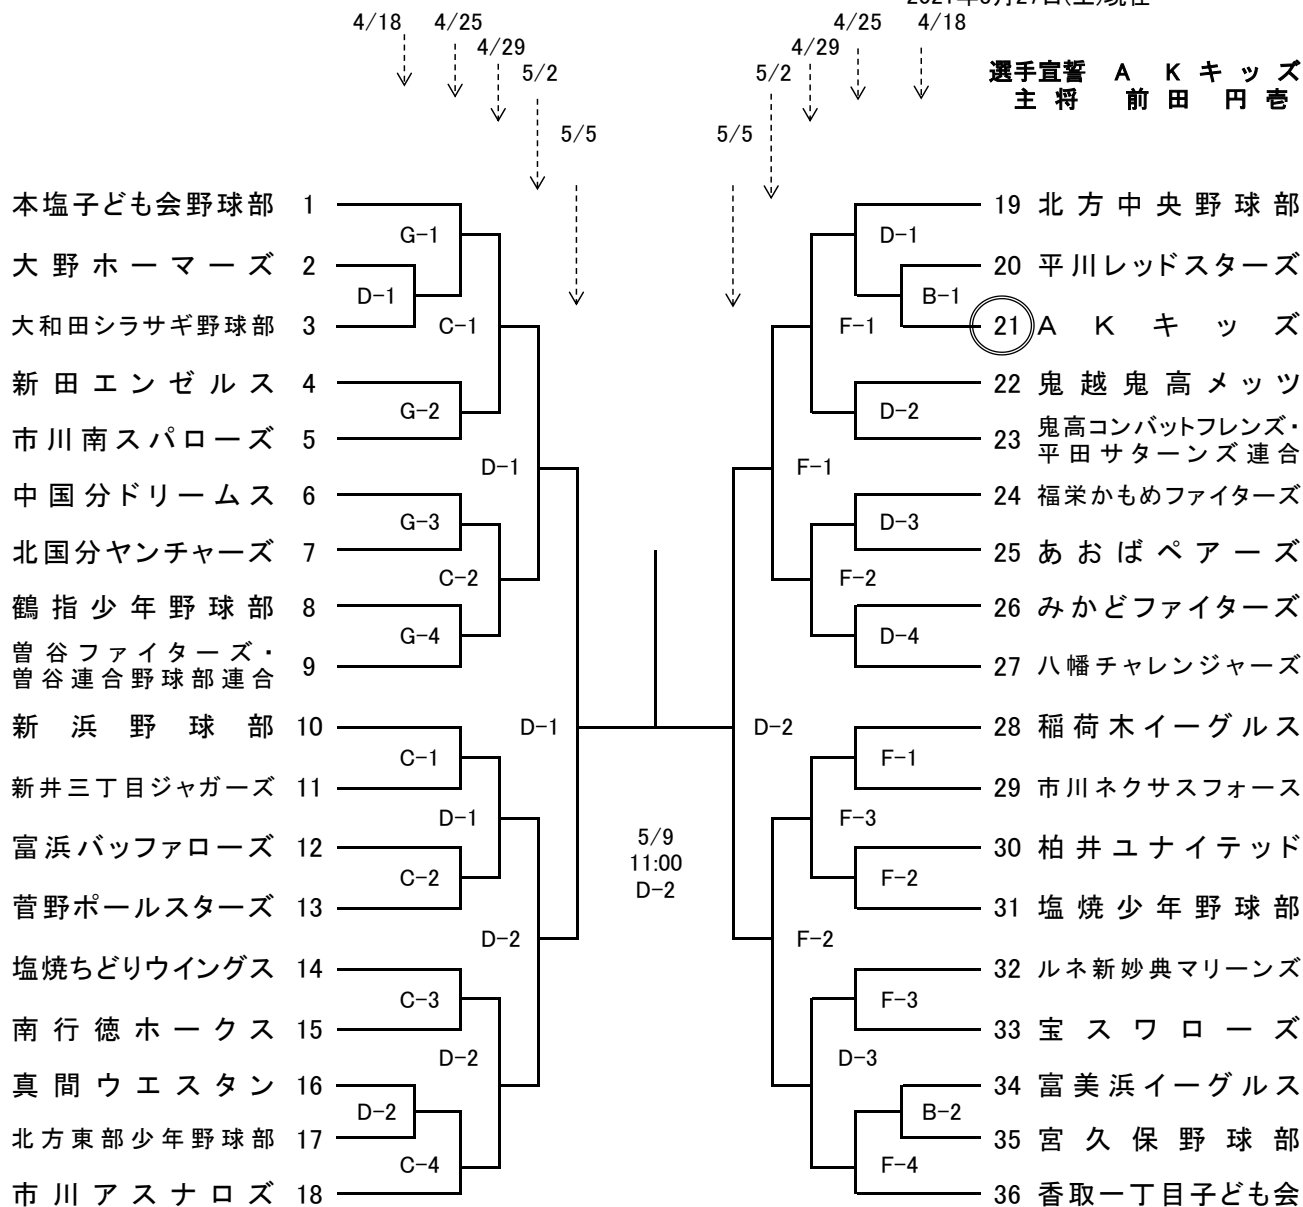 4/18
4/25
4/29
5/2
5/5
4/25
4/18
4/29
5/2
5/5
選手宣誓 A K キッズ
主将 前田 円壱
本塩子ども会野球部 1
大野ホーマーズ 2
大和田シラサギ野球部 3
新田エンゼルス 4
市川南スパローズ 5
中国分ドリームス 6
北国分ヤンチャーズ 7
鶴指少年野球部 8
曽谷ファイターズ・
曽谷連合野球部連合 9
新浜野球部 10
新井三丁目ジャガーズ 11
富浜バッファローズ 12
菅野ポールスターズ 13
塩焼ちどりウイングス 14
南行徳ホークス 15
真間ウエスタン 16
北方東部少年野球部 17
市川アスナロズ 18
G-1
D-1
C-1
G-2
D-1
G-3
C-2
G-4
D-1
C-1
D-1
C-2
D-2
C-3
D-2
D-2
C-4
5/9
11:00
D-2
D-1
B-1
F-1
D-2
F-1
D-3
F-2
D-4
D-2
F-1
F-3
F-2
F-2
F-3
D-3
B-2
F-4
19 北方中央野球部
20 平川レッドスターズ
21 AKキッズ
22 鬼越鬼高メッツ
23 鬼高コンバットフレンズ・
平田サターンズ連合
24 福栄かもめファイターズ
25 あおばペアーズ
26 みかどファイターズ
27 八幡チャレンジャーズ
28 稲荷木イーグルス
29 市川ネクサスフォース
30 柏井ユナイテッド
31 塩焼少年野球部
32 ルネ新妙典マリーンズ
33 宝スワローズ
34 富美浜イーグルス
35 宮久保野球部
36 香取一丁目子ども会